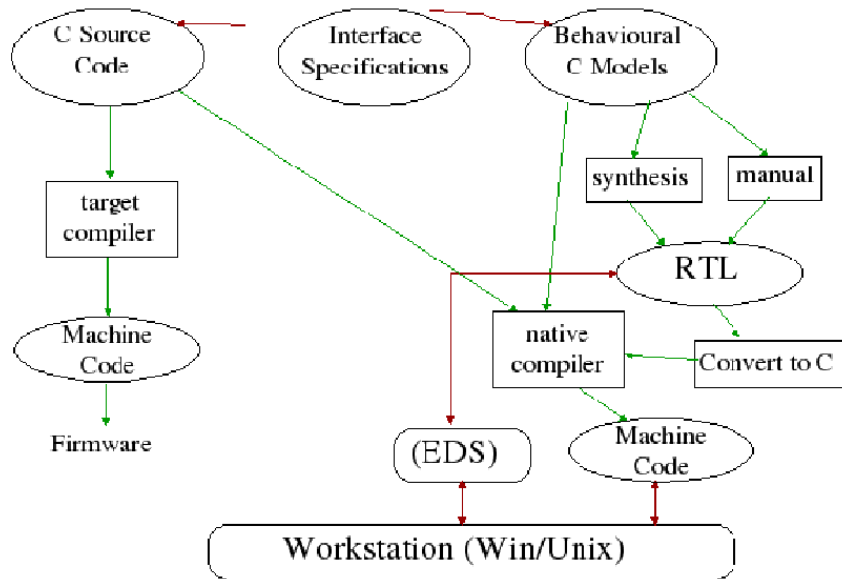 C Source
Code
Interface
Specifications
Behavioural
C Models
synthesis
manual
target
compiler
RTL
Machine
Code
native
compiler
Convert to C
Firmware
(EDS)
Machine
Code
Workstation (Win/Unix)